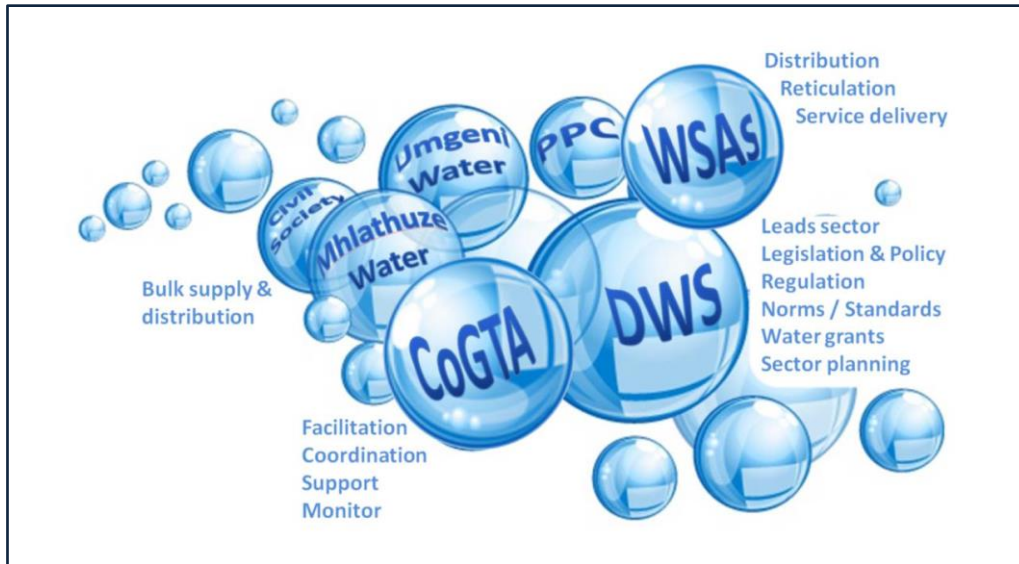 Distribution
Reticulation
Service delivery
WSAs
PPC
Umgeni
Water
Civil
Society
Mhlathuze
Water
Bulk supply &
distribution
DWS
Leads sector
Legislation & Policy
Regulation
Norms / Standards
Water grants
Sector planning
CoGTA
Facilitation
Coordination
Support
Monitor